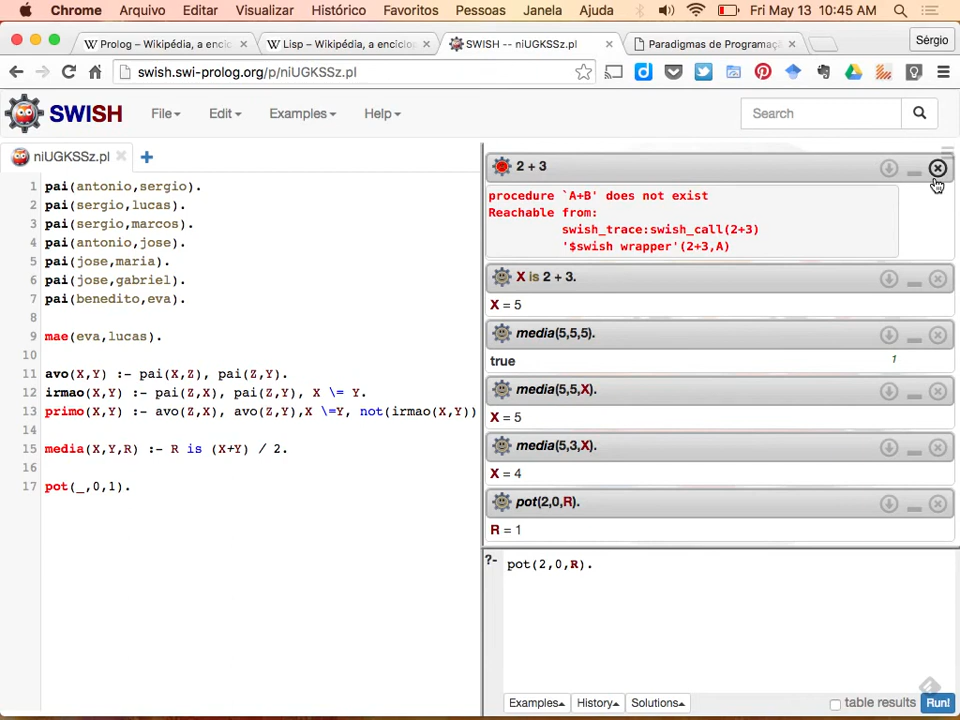 Chrome Arquivo Editar Visualizar Histórico Favoritos Pessoas Janela Ajuda Fri May 13 10:45 AM
Prolog – Wikipédia, a encic
Lisp – Wikipédia, a enciclop
SWISH -- niUGKSSz.pl
Paradigmas de Programaç
Sérgio
swish.swi-prolog.org/p/niUGKSSz.pl
SWISH File Edit Examples Help Search
niUGKSSz.pl
1 pai(antonio,sergio).
2 pai(sergio,lucas).
3 pai(sergio,marcos).
4 pai(antonio,jose).
5 pai(jose,maria).
6 pai(jose,gabriel).
7 pai(benedito,eva).
8
9 mae(eva,lucas).
10
11 avo(X,Y) :- pai(X,Z), pai(Z,Y).
12 irmao(X,Y) :- pai(Z,X), pai(Z,Y), X \= Y.
13 primo(X,Y) :- avo(Z,X), avo(Z,Y),X \=Y, not(irmao(X,Y))
14
15 media(X,Y,R) :- R is (X+Y) / 2.
16
17 pot(_,0,1).
2 + 3
procedure `A+B' does not exist
Reachable from:
swish_trace:swish_call(2+3)
'$swish wrapper'(2+3,A)
X is 2 + 3.
X = 5
media(5,5,5).
true 1
media(5,5,X).
X = 5
media(5,3,X).
X = 4
pot(2,0,R).
R = 1
?- pot(2,0,R).
Examples History Solutions table results Run!